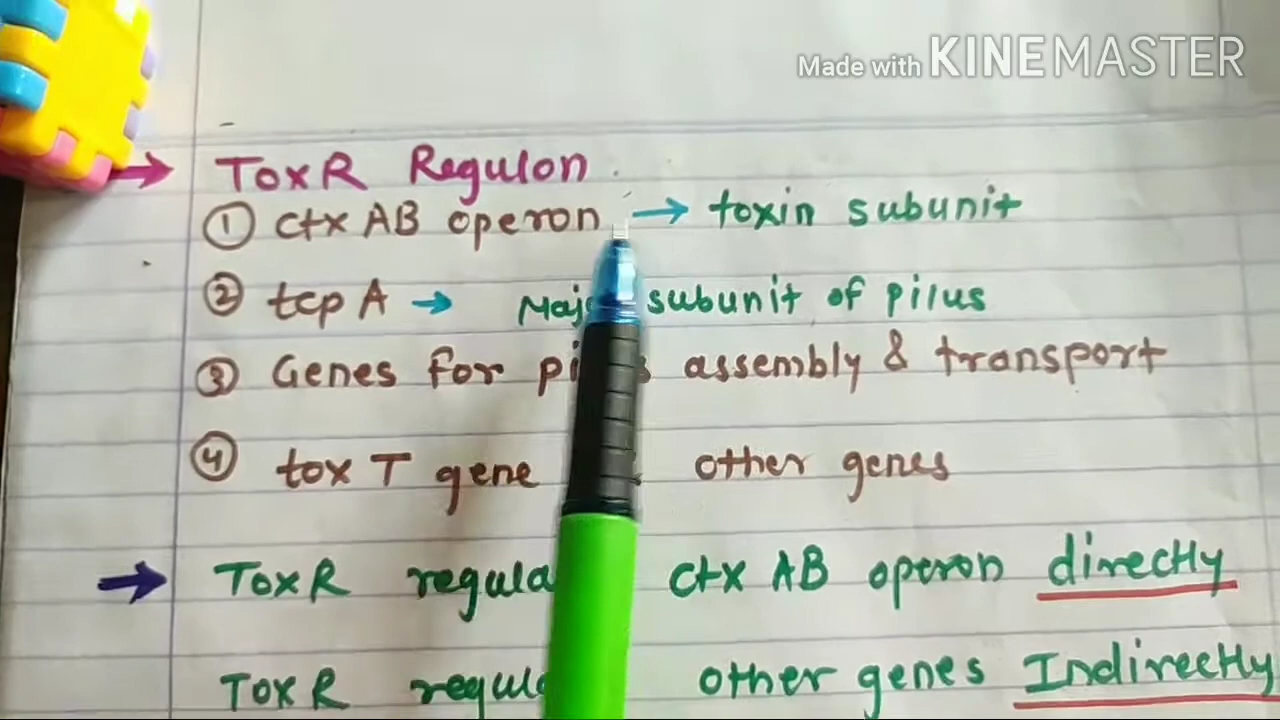 Made with KINEMASTER
→ ToxR Regulon
① ctx AB operon → toxin subunit
② tcp A → subunit of pilus
③ Genes for assembly & transport
④ tox T gene other genes
→ ToxR ctx AB operon directly
ToxR other genes Indirectly